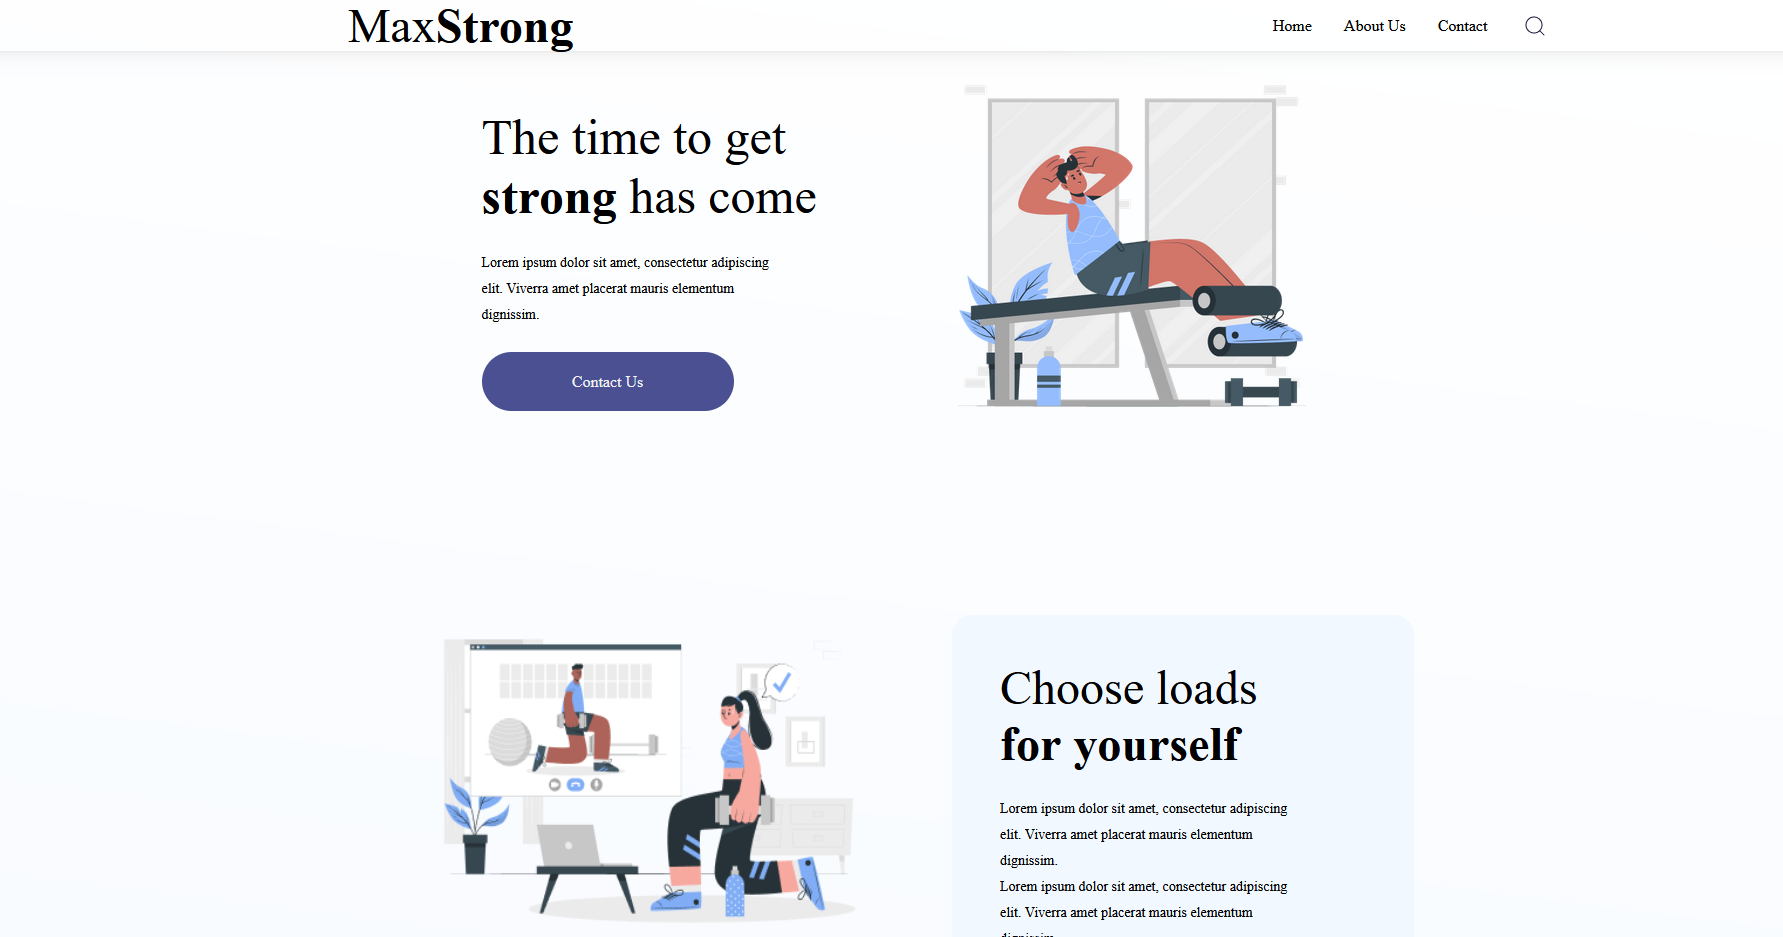 MaxStrong
Home About Us Contact
The time to get
strong has come
Lorem ipsum dolor sit amet, consectetur adipiscing
elit. Viverra amet placerat mauris elementum
dignissim.
Contact Us
Choose loads
for yourself
Lorem ipsum dolor sit amet, consectetur adipiscing
elit. Viverra amet placerat mauris elementum
dignissim.
Lorem ipsum dolor sit amet, consectetur adipiscing
elit. Viverra amet placerat mauris elementum